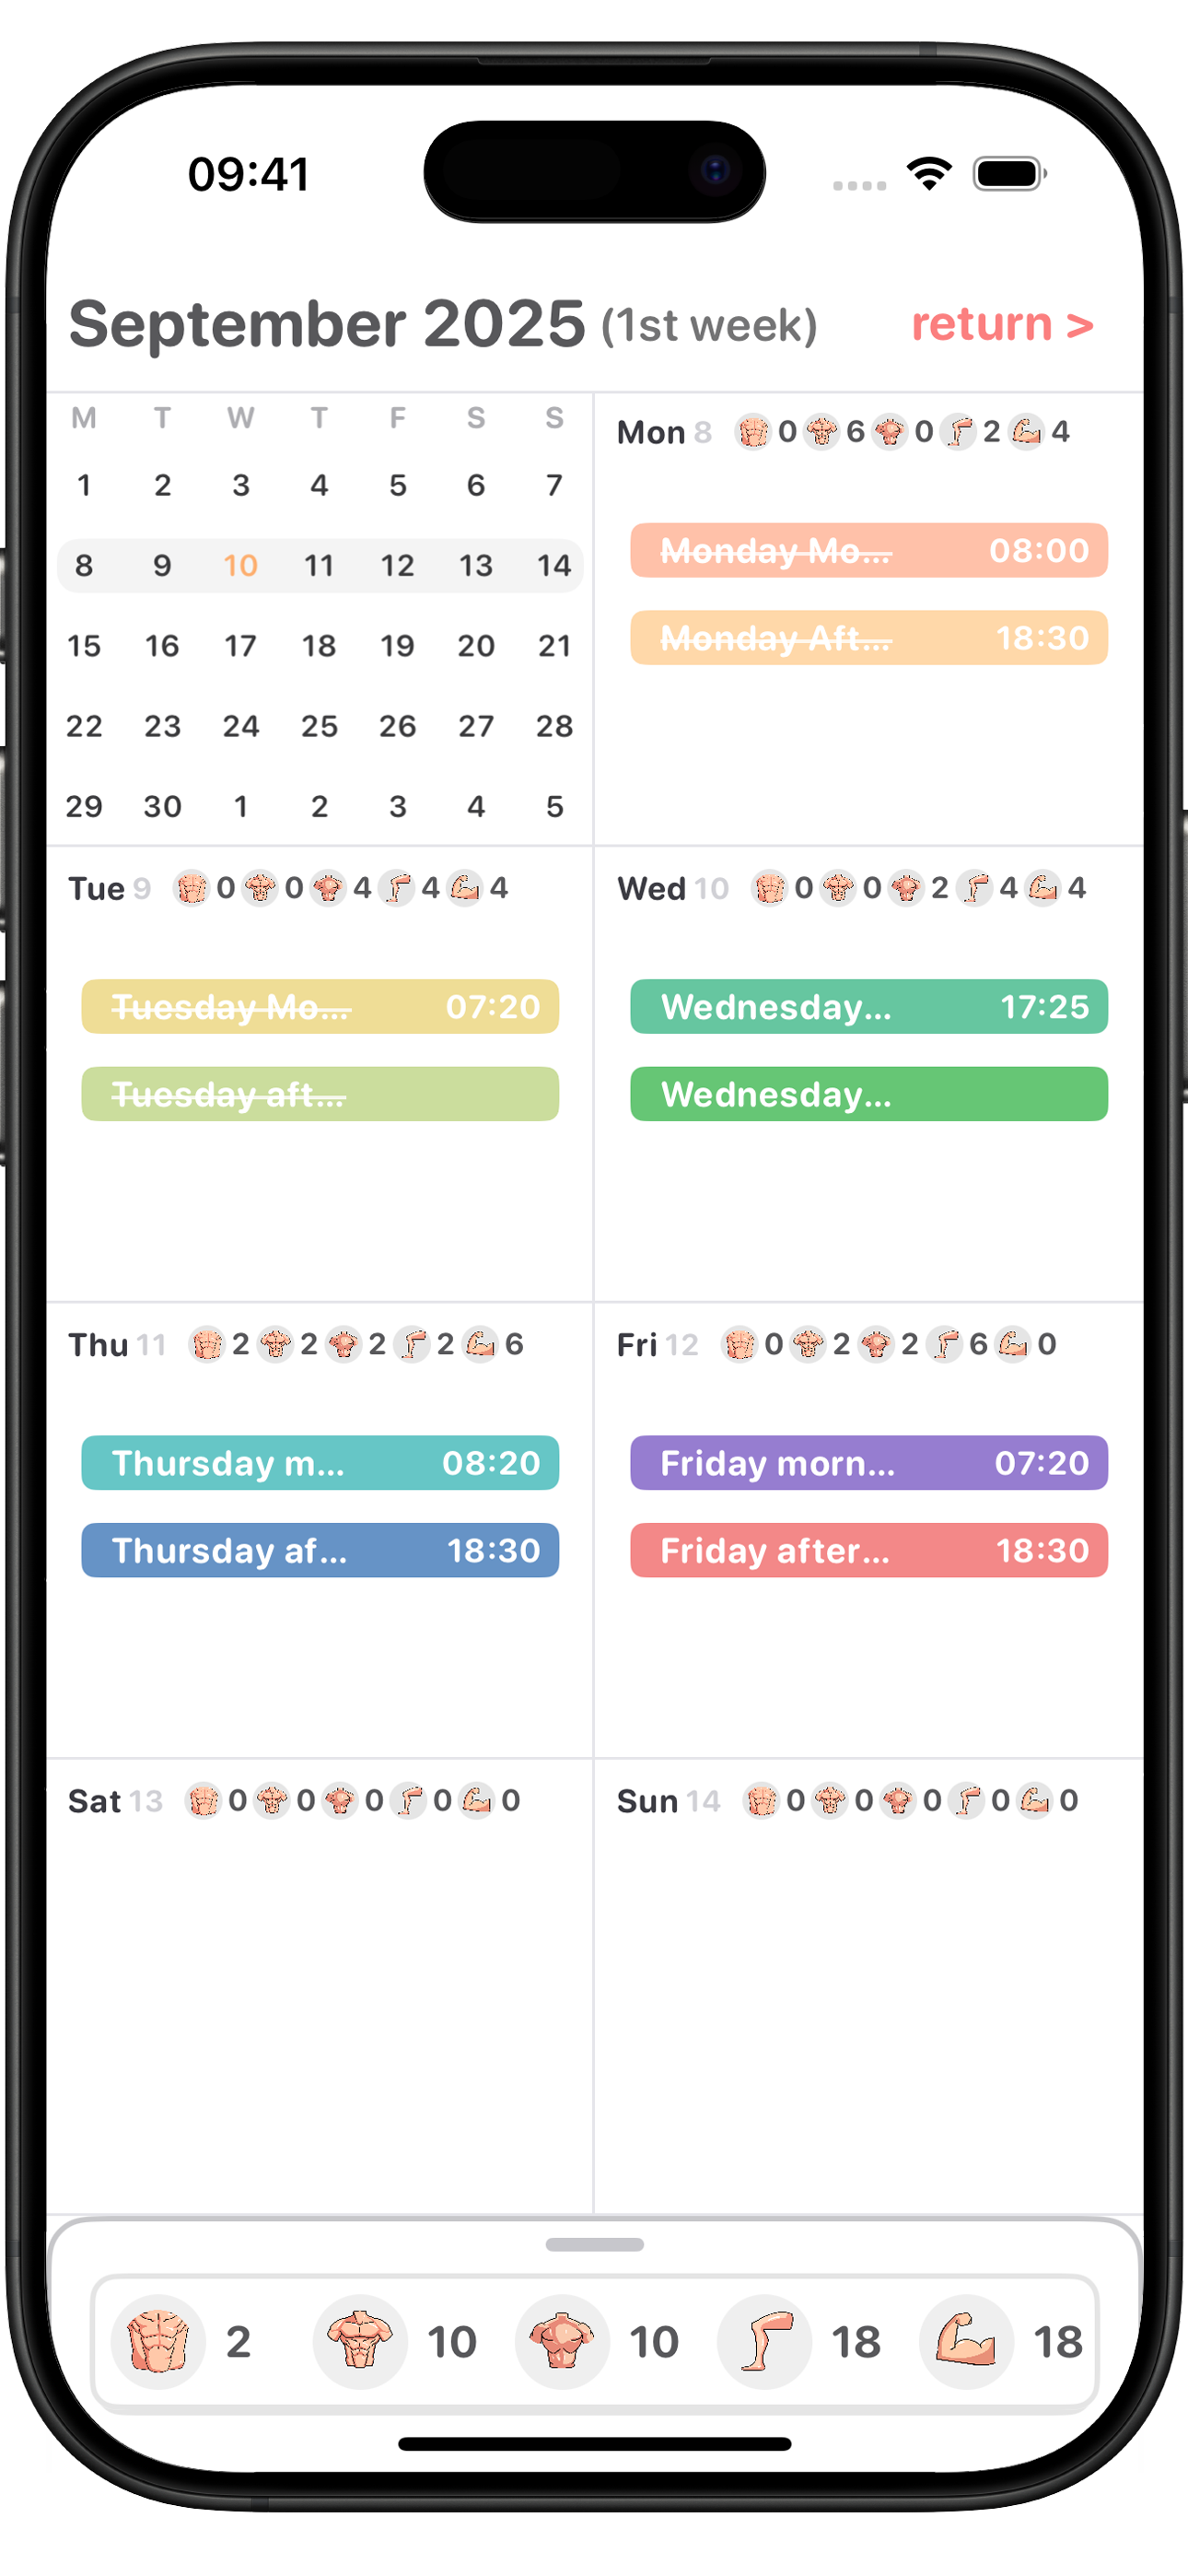 09:41
September 2025 (1st week) return >
M T W T F S S
1 2 3 4 5 6 7
8 9 10 11 12 13 14
15 16 17 18 19 20 21
22 23 24 25 26 27 28
29 30 1 2 3 4 5
Mon 8 0 6 0 2 4
Monday Mo... 08:00
Monday Aft... 18:30
Tue 9 0 0 4 4 4
Tuesday Mo... 07:20
Tuesday aft...
Wed 10 0 0 2 4 4
Wednesday... 17:25
Wednesday...
Thu 11 2 2 2 2 6
Thursday m... 08:20
Thursday af... 18:30
Fri 12 0 2 2 6 0
Friday morn... 07:20
Friday after... 18:30
Sat 13 0 0 0 0 0
Sun 14 0 0 0 0 0
2 10 10 18 18